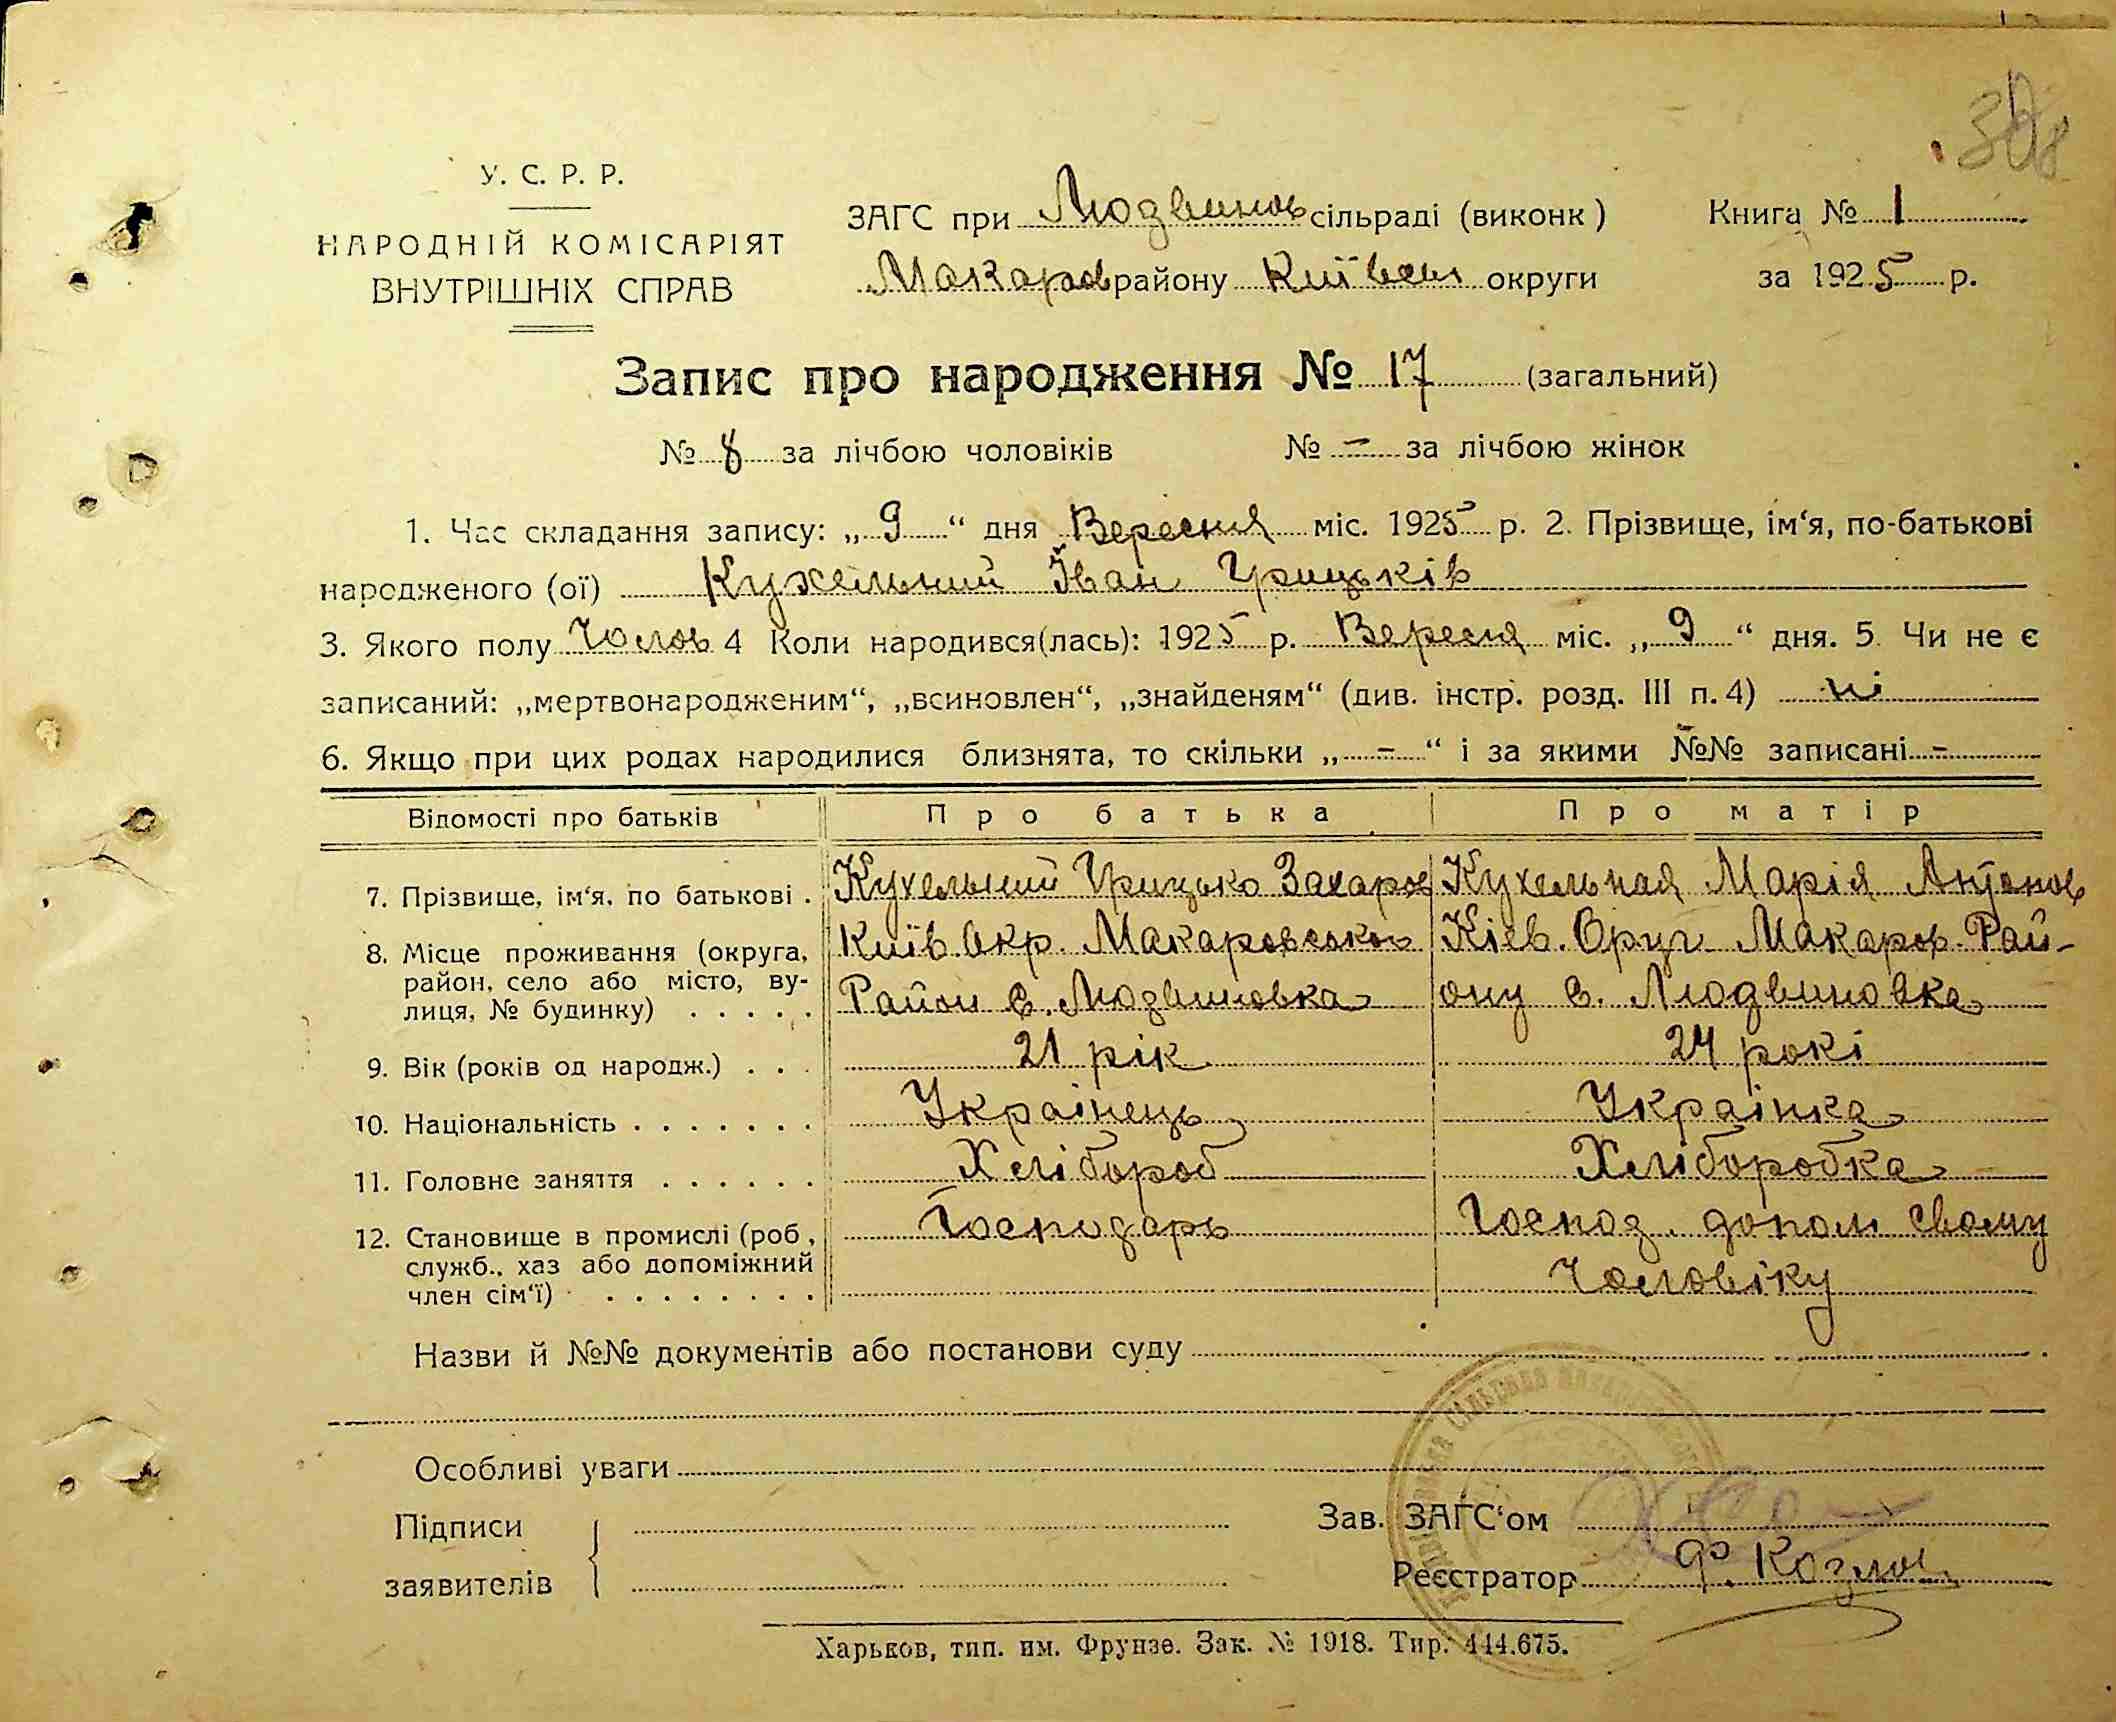 У. С. Р. Р.
НАРОДНІЙ КОМІСАРІЯТ
ВНУТРІШНІХ СПРАВ
ЗАГС при Людвинов сільраді (виконк)
Макаров району Київськ округи
Книга № 1
за 1925 р.
Запис про народження № 17 (загальний)
№ 8 за лічбою чоловіків № - за лічбою жінок
1. Час складання запису: „9“ дня Вересня міс. 1925 р. 2. Прізвище, ім‘я, по-батькові
народженого (ої) Кухельний Іван Грицьків
3. Якого полу Чолов 4 Коли народився(лась): 1925 р. Вересня міс. „9“ дня. 5. Чи не є
записаний: „мертвонародженим“, „всиновлен“, „знайденям“ (див. інстр. розд. III п. 4) ні
6. Якщо при цих родах народилися близнята, то скільки „-“ і за якими №№ записані -
Відомості про батьків Про батька Про матір
7. Прізвище, ім‘я, по батькові . Кухельний Грицько Захаров Кухельная Марія Антонов
8. Місце проживання (округа, район, село або місто, вулиця, № будинку) . . . . . Київ. Окр. Макаровсько Кіев. Оруг Макаров. Рай-
Район с. Людвиновка ону с. Людвиновка
9. Вік (років од народж.) . . . 21 рік 24 рокі
10. Національність . . . . . . . Украінець Украінка
11. Головне заняття . . . . . . Хлібороб Хліборобка
12. Становище в промислі (роб, служб., хаз або допоміжний член сім‘ї) . . . . . . . . Господарь Господ. допом свому
Чоловіку
Назви й №№ документів або постанови суду
Особливі уваги
Підписи
заявителів
Зав. ЗАГС‘ом
Реєстратор Ф. Козлов
Харьков, тип. им. Фрунзе. Зак. № 1918. Тир. 444.675.